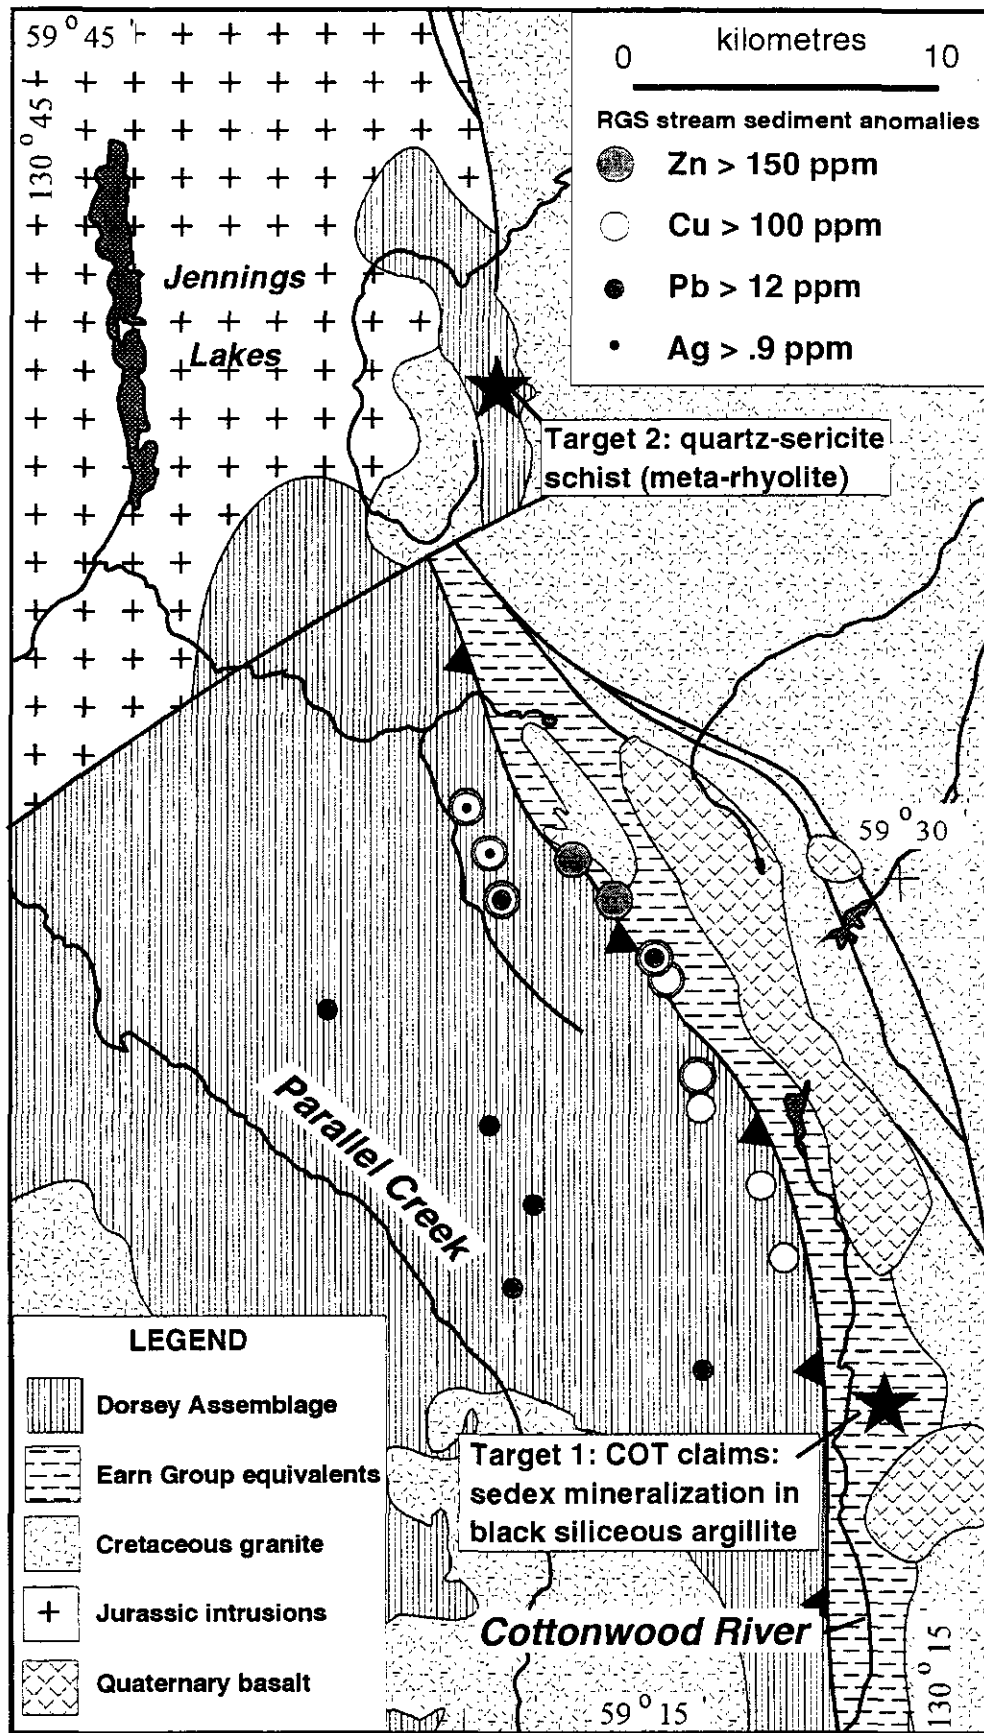 59 ° 45 '
130 ° 45
kilometres
0 10
RGS stream sediment anomalies
Zn > 150 ppm
Cu > 100 ppm
Pb > 12 ppm
Ag > .9 ppm
Jennings
Lakes
Target 2: quartz-sericite
schist (meta-rhyolite)
59 ° 30 '
Parallel Creek
LEGEND
Dorsey Assemblage
Earn Group equivalents
Cretaceous granite
Jurassic intrusions
Quaternary basalt
Target 1: COT claims:
sedex mineralization in
black siliceous argillite
Cottonwood River
59 ° 15 '
130 ° 15